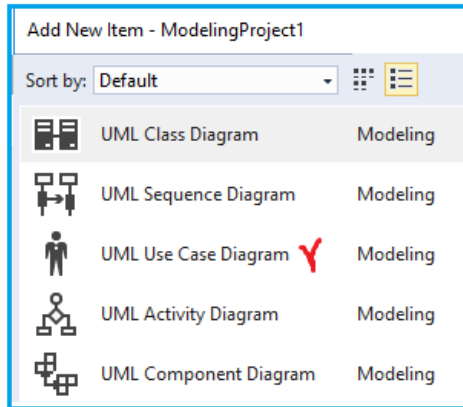 Add New Item - ModelingProject1
Sort by: Default
UML Class Diagram Modeling
UML Sequence Diagram Modeling
UML Use Case Diagram Modeling
UML Activity Diagram Modeling
UML Component Diagram Modeling